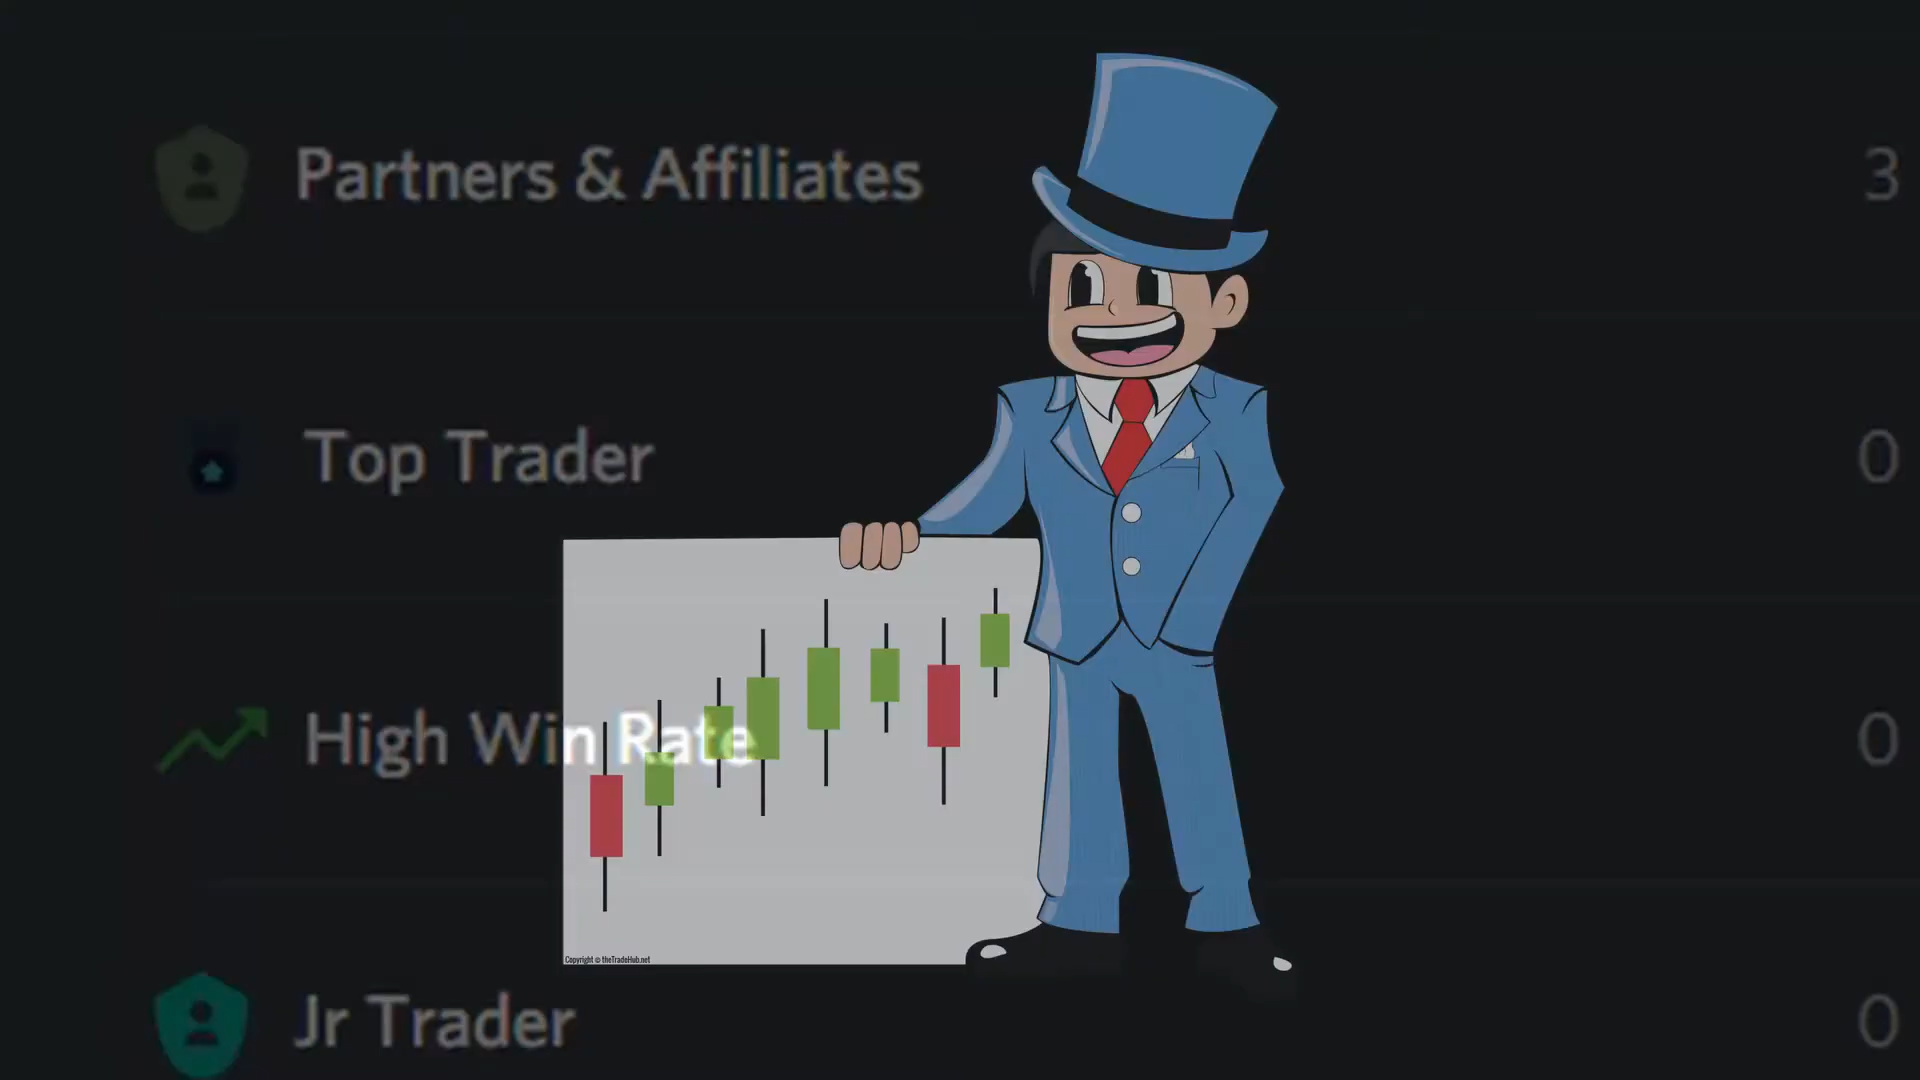 Partners & Affiliates 3
Top Trader 0
High Win Rate 0
Copyright © theTradeHub.net
Jr Trader 0